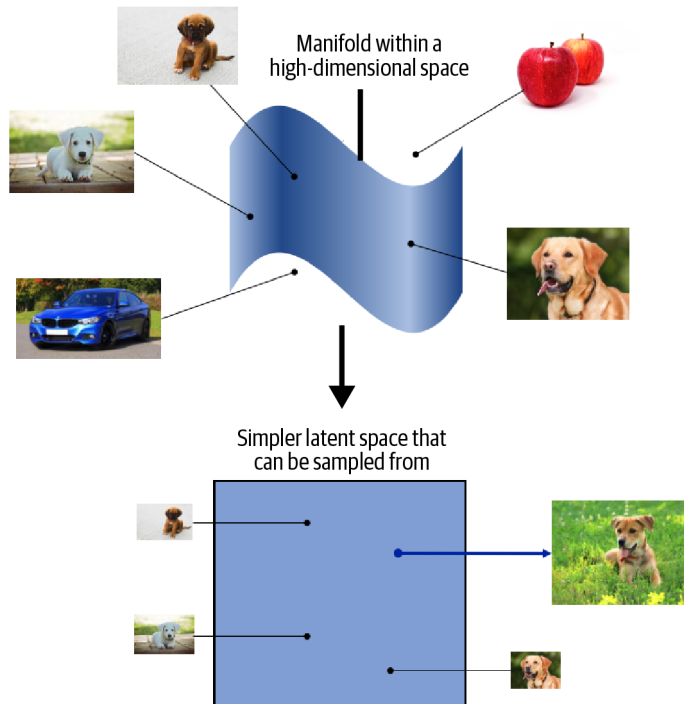 Manifold within a
high-dimensional space
Simpler latent space that
can be sampled from